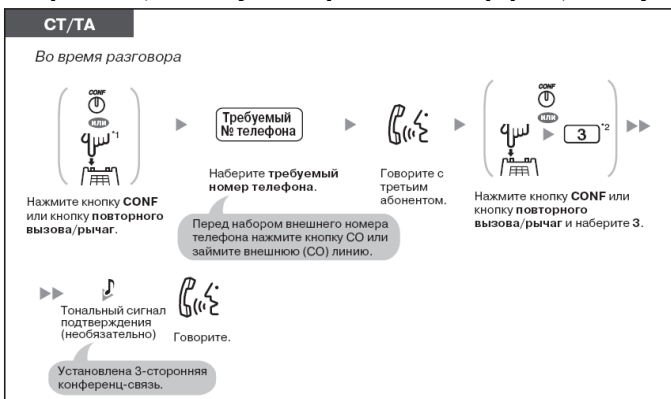 СТ/ТА
Во время разговора
CONF
или
*1
Нажмите кнопку CONF
или кнопку повторного
вызова/рычаг.
Требуемый
№ телефона
Наберите требуемый
номер телефона.
Перед набором внешнего номера
телефона нажмите кнопку СО или
займите внешнюю (СО) линию.
Говорите с
третьим
абонентом.
CONF
или
3 *2
Нажмите кнопку CONF или
кнопку повторного
вызова/рычаг и наберите 3.
Тональный сигнал
подтверждения
(необязательно)
Говорите.
Установлена 3-сторонняя
конференц-связь.